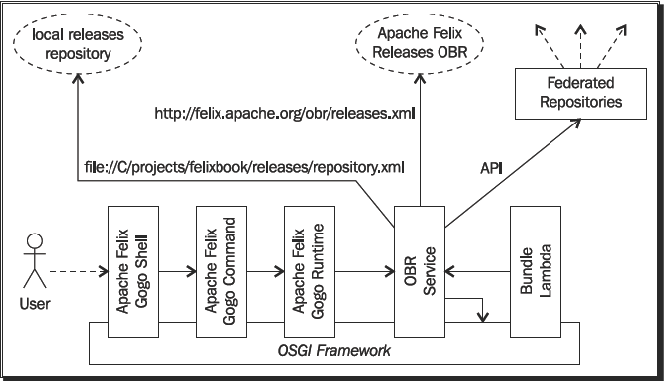 local releases
repository
Apache Felix
Releases OBR
Federated
Repositories
http://felix.apache.org/obr/releases.xml
file://C/projects/felixbook/releases/repository.xml
API
User
Apache Felix
Gogo Shell
Apache Felix
Gogo Command
Apache Felix
Gogo Runtime
OBR
Service
Bundle
Lambda
OSGI Framework